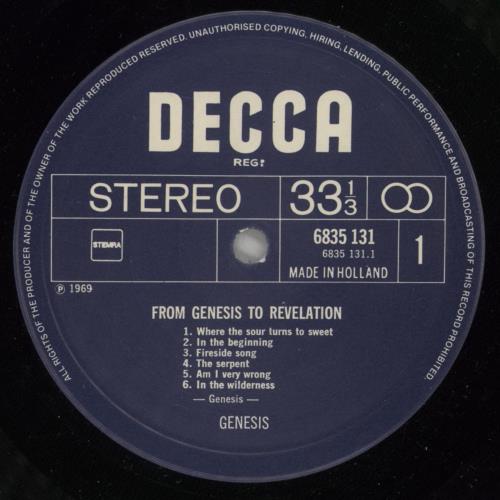 ALL RIGHTS OF THE PRODUCER AND OF THE OWNER OF THE WORK REPRODUCED RESERVED. UNAUTHORISED COPYING, HIRING, LENDING, PUBLIC PERFORMANCE AND BROADCASTING OF THIS RECORD PROHIBITED.
DECCA
REG!
STEREO 33 1/3
STEMRA
6835 131
6835 131.1
MADE IN HOLLAND
1
℗ 1969
FROM GENESIS TO REVELATION
1. Where the sour turns to sweet
2. In the beginning
3. Fireside song
4. The serpent
5. Am I very wrong
6. In the wilderness
— Genesis —
GENESIS